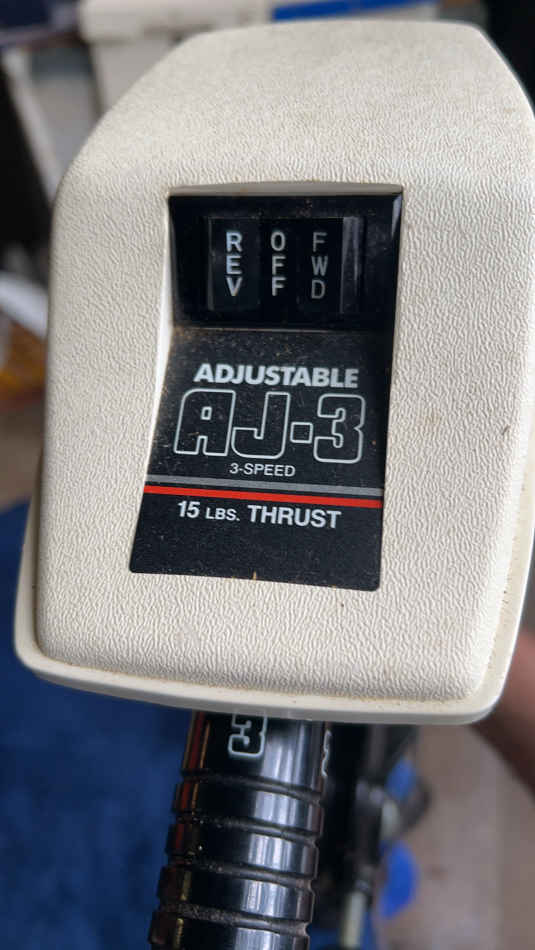 REV OFF FWD
ADJUSTABLE
AJ-3
3-SPEED
15 LBS. THRUST
3